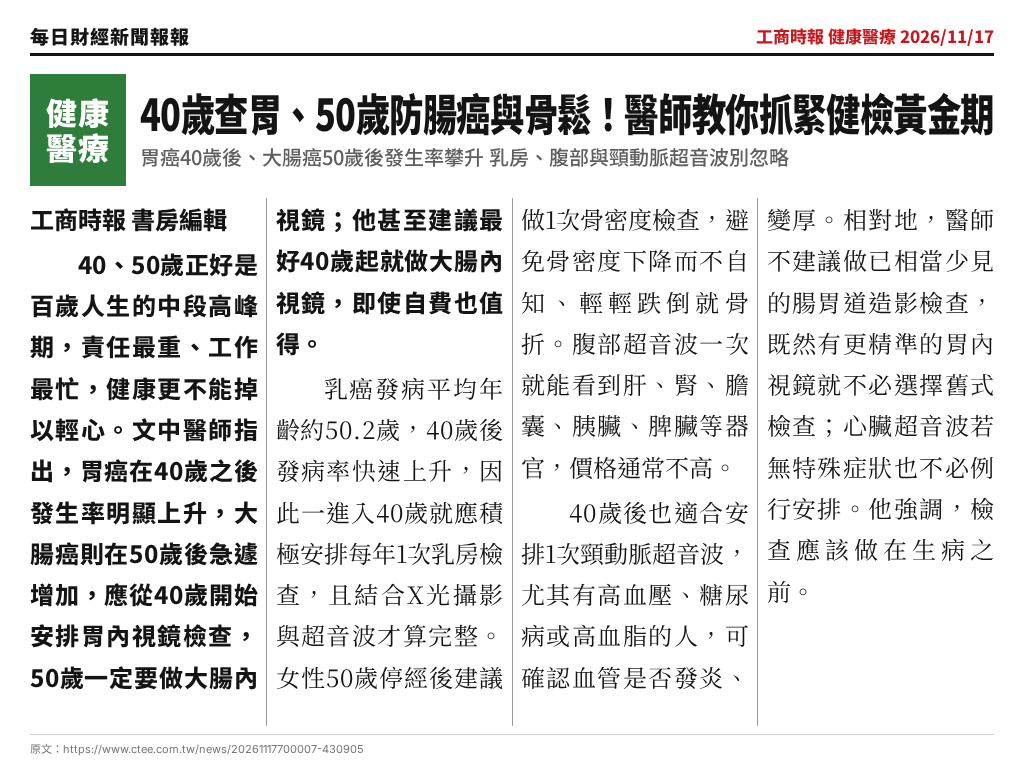 每日財經新聞報報
工商時報 健康醫療 2026/11/17
健康
醫療
40歲查胃、50歲防腸癌與骨鬆！醫師教你抓緊健檢黃金期
胃癌40歲後、大腸癌50歲後發生率攀升 乳房、腹部與頸動脈超音波別忽略
工商時報 書房編輯
40、50歲正好是
百歲人生的中段高峰
期，責任最重、工作
最忙，健康更不能掉
以輕心。文中醫師指
出，胃癌在40歲之後
發生率明顯上升，大
腸癌則在50歲後急遽
增加，應從40歲開始
安排胃內視鏡檢查，
50歲一定要做大腸內
視鏡；他甚至建議最
好40歲起就做大腸內
視鏡，即使自費也值
得。
乳癌發病平均年
齡約50.2歲，40歲後
發病率快速上升，因
此一進入40歲就應積
極安排每年1次乳房檢
查，且結合X光攝影
與超音波才算完整。
女性50歲停經後建議
做1次骨密度檢查，避
免骨密度下降而不自
知、輕輕跌倒就骨
折。腹部超音波一次
就能看到肝、腎、膽
囊、胰臟、脾臟等器
官，價格通常不高。
40歲後也適合安
排1次頸動脈超音波，
尤其有高血壓、糖尿
病或高血脂的人，可
確認血管是否發炎、
變厚。相對地，醫師
不建議做已相當少見
的腸胃道造影檢查，
既然有更精準的胃內
視鏡就不必選擇舊式
檢查；心臟超音波若
無特殊症狀也不必例
行安排。他強調，檢
查應該做在生病之
前。
原文：https://www.ctee.com.tw/news/20261117700007-430905